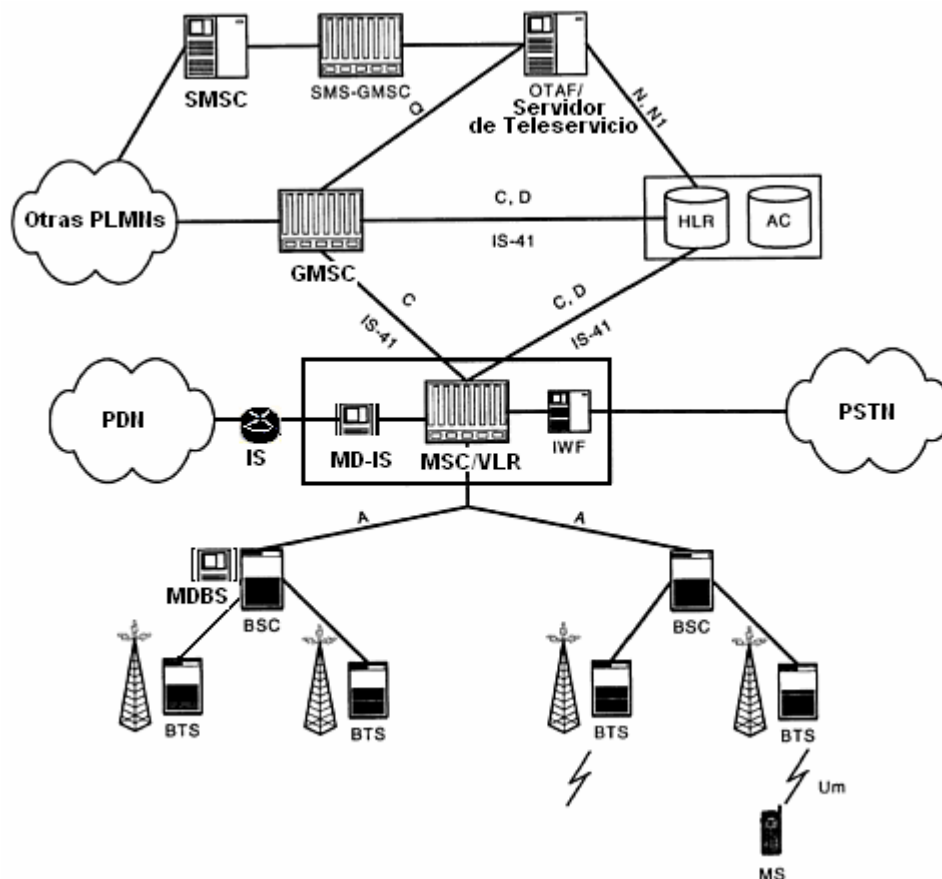 SMSC
SMS-GMSC
OTAF/
Servidor
de Teleservicio
Q
N, N1
Otras PLMNs
C, D
IS-41
HLR
AC
GMSC
C
IS-41
C, D
IS-41
PDN
IS
MD-IS
MSC/VLR
IWF
PSTN
A
A
MDBS
BSC
BSC
BTS
BTS
BTS
BTS
Um
MS